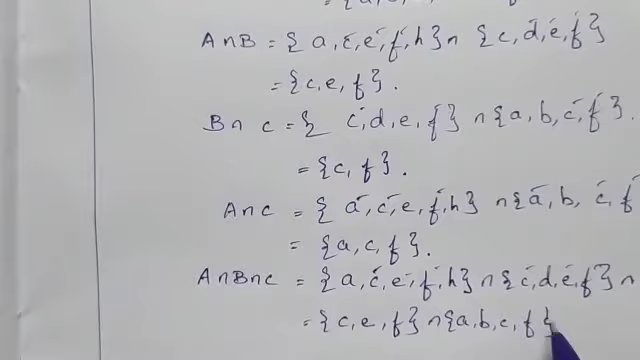 A∩B = {a, c, e, f, h} ∩ {c, d, e, f}
= {c, e, f}.
B∩C = { c, d, e, f} ∩ {a, b, c, f}.
= {c, f}.
A∩C = {a, c, e, f, h} ∩ {a, b, c, f
= {a, c, f}.
A∩B∩C = {a, c, e, f, h} ∩ {c, d, e, f} ∩
= {c, e, f} ∩ {a, b, c, f}